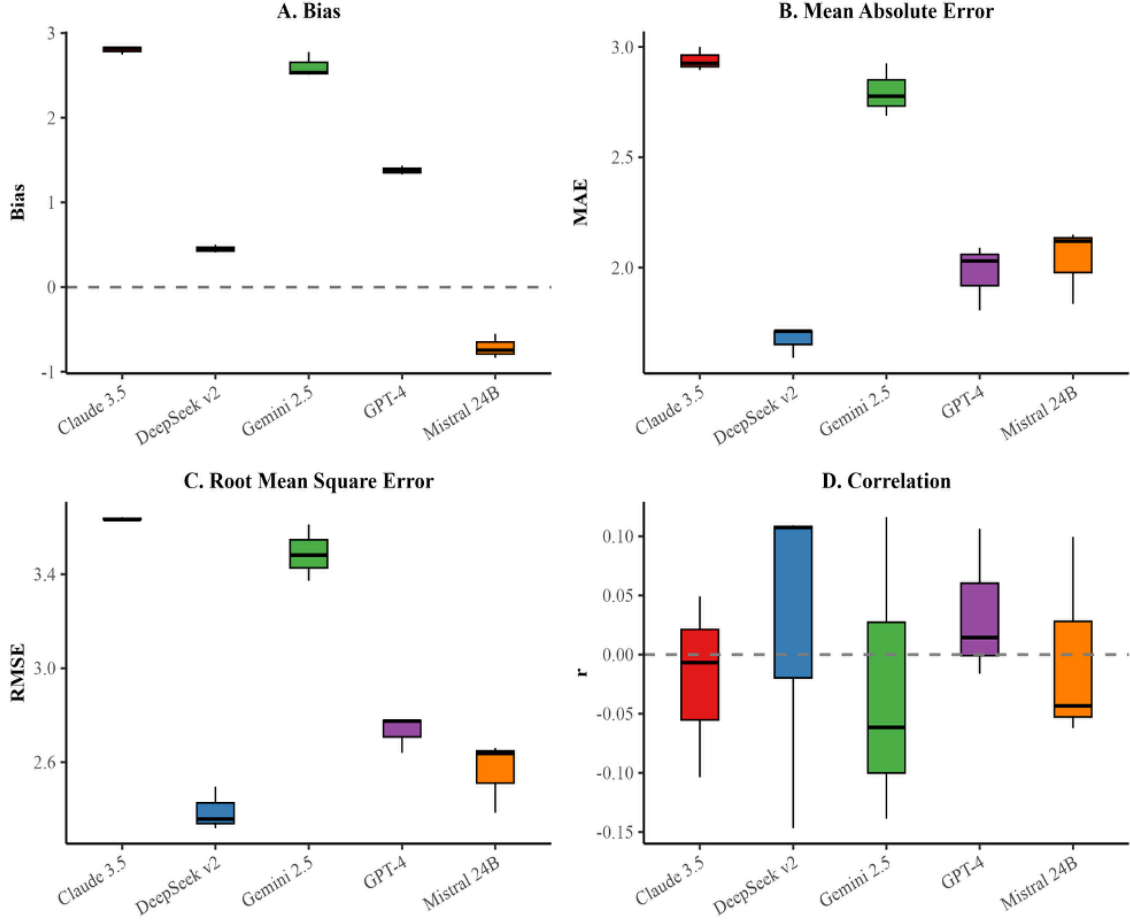 A. Bias
3
2
1
0
-1
Bias
Claude 3.5
DeepSeek v2
Gemini 2.5
GPT-4
Mistral 24B
B. Mean Absolute Error
3.0
2.5
2.0
MAE
Claude 3.5
DeepSeek v2
Gemini 2.5
GPT-4
Mistral 24B
C. Root Mean Square Error
3.4
3.0
2.6
RMSE
Claude 3.5
DeepSeek v2
Gemini 2.5
GPT-4
Mistral 24B
D. Correlation
0.10
0.05
0.00
-0.05
-0.10
-0.15
r
Claude 3.5
DeepSeek v2
Gemini 2.5
GPT-4
Mistral 24B